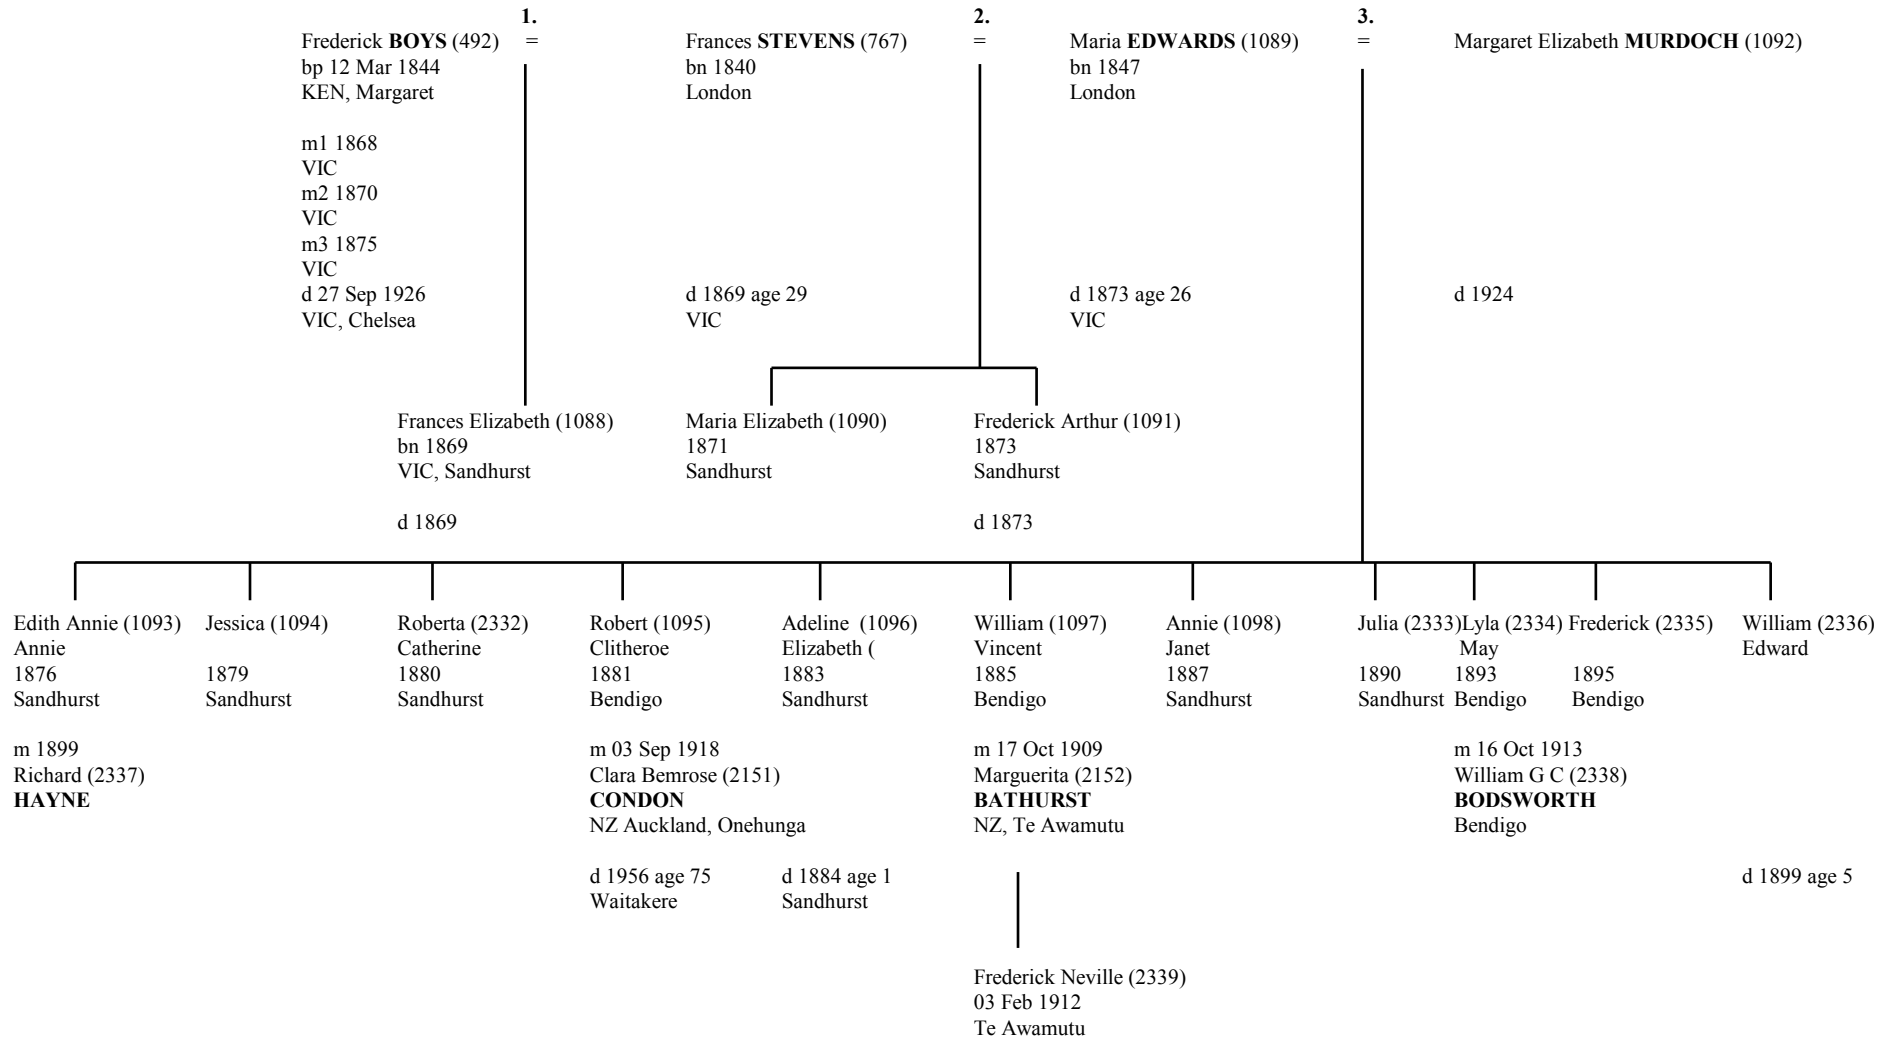 1. 2. 3.
Frederick BOYS (492) = Frances STEVENS (767) = Maria EDWARDS (1089) = Margaret Elizabeth MURDOCH (1092)
bp 12 Mar 1844 bn 1840 bn 1847
KEN, Margaret London London
m1 1868
VIC
m2 1870
VIC
m3 1875
VIC
d 27 Sep 1926 d 1869 age 29 d 1873 age 26 d 1924
VIC, Chelsea VIC VIC
Frances Elizabeth (1088) Maria Elizabeth (1090) Frederick Arthur (1091)
bn 1869 1871 1873
VIC, Sandhurst Sandhurst Sandhurst
d 1869 d 1873
Edith Annie (1093) Jessica (1094) Roberta (2332) Robert (1095) Adeline (1096) William (1097) Annie (1098) Julia (2333)Lyla (2334) Frederick (2335) William (2336)
Annie Catherine Clitheroe Elizabeth ( Vincent Janet May Edward
1876 1879 1880 1881 1883 1885 1887 1890 1893 1895
Sandhurst Sandhurst Sandhurst Bendigo Sandhurst Bendigo Sandhurst Sandhurst Bendigo Bendigo
m 1899 m 03 Sep 1918 m 17 Oct 1909 m 16 Oct 1913
Richard (2337) Clara Bemrose (2151) Marguerita (2152) William G C (2338)
HAYNE CONDON BATHURST BODSWORTH
NZ Auckland, Onehunga NZ, Te Awamutu Bendigo
d 1956 age 75 d 1884 age 1 d 1899 age 5
Waitakere Sandhurst
Frederick Neville (2339)
03 Feb 1912
Te Awamutu